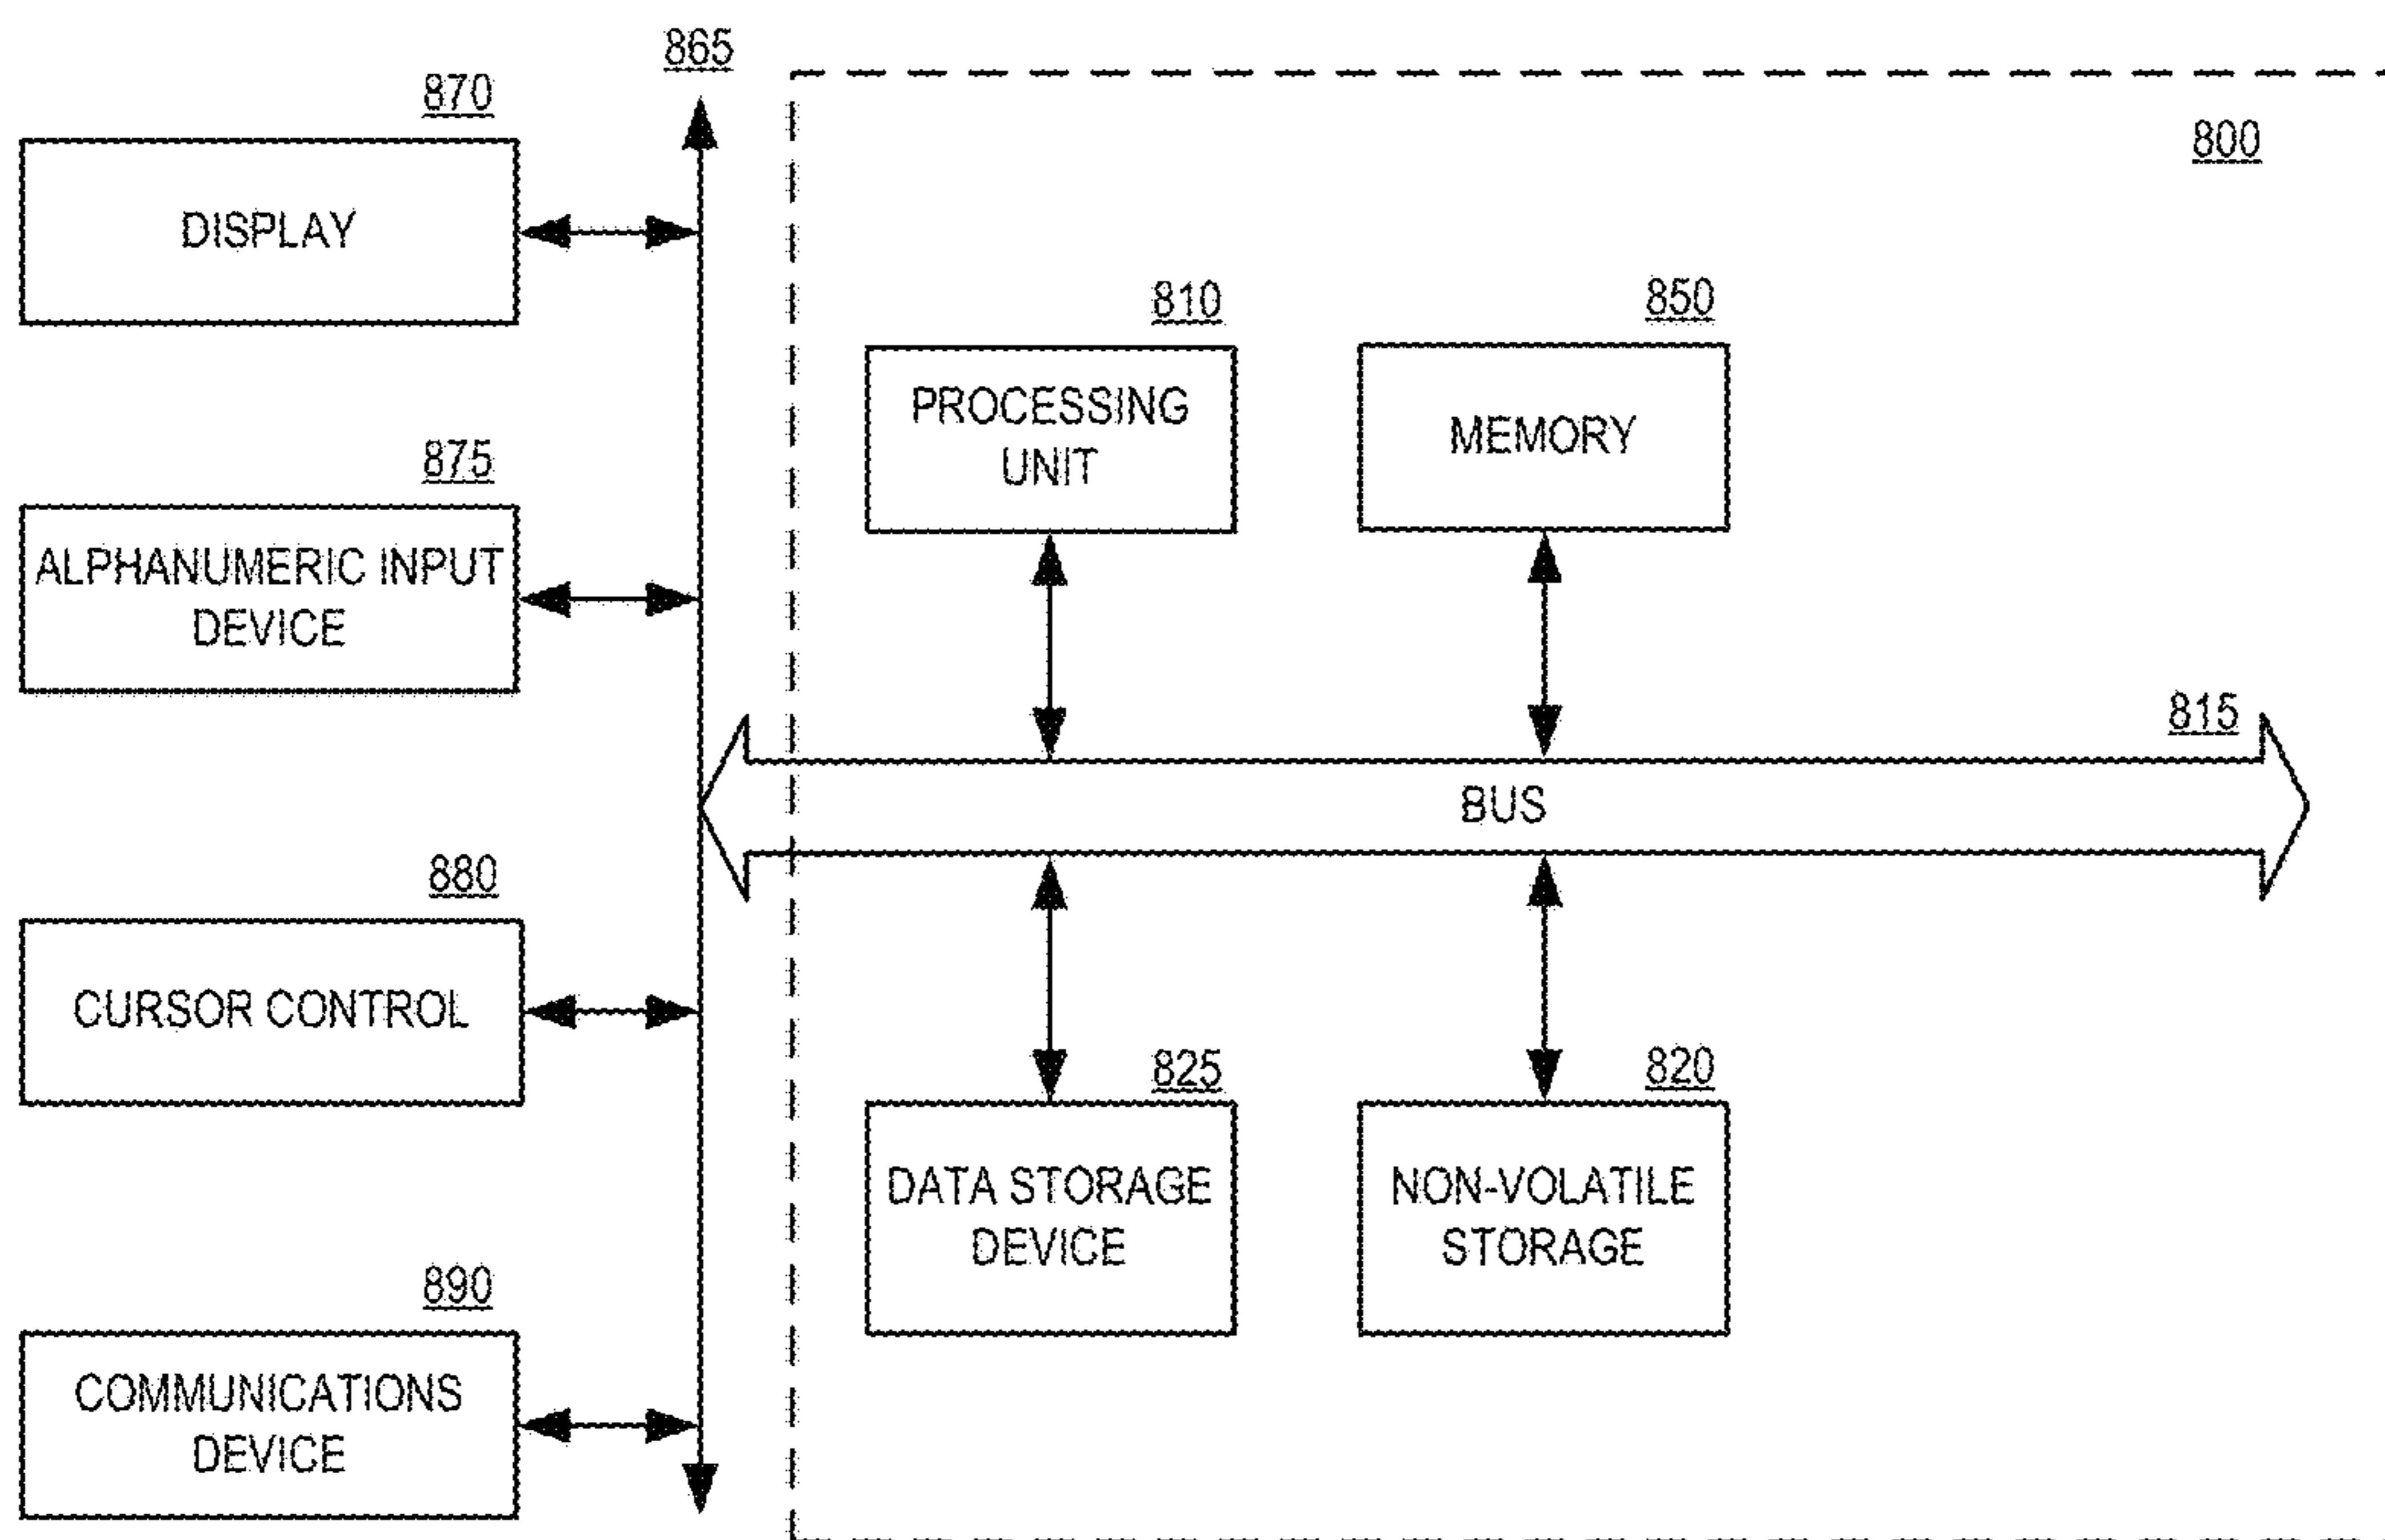 865
870
800
DISPLAY
810
850
PROCESSING
UNIT
MEMORY
875
ALPHANUMERIC INPUT
DEVICE
815
BUS
880
CURSOR CONTROL
825
820
DATA STORAGE
DEVICE
NON-VOLATILE
STORAGE
890
COMMUNICATIONS
DEVICE